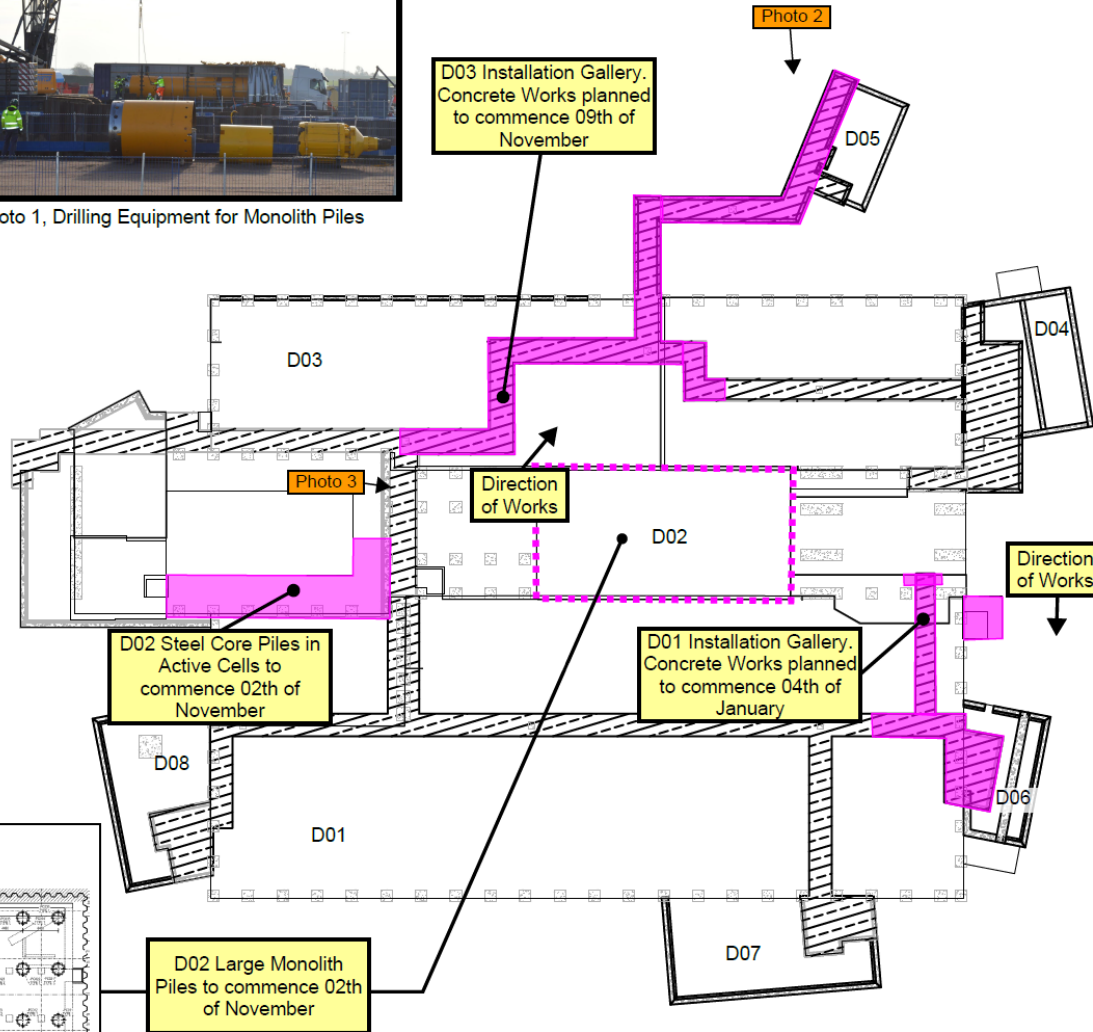 Photo 2
D03 Installation Gallery.
Concrete Works planned
to commence 09th of
November
D05
oto 1, Drilling Equipment for Monolith Piles
D04
D03
Photo 3
Direction
of Works
D02
Direction
of Works
D02 Steel Core Piles in
Active Cells to
commence 02th of
November
D01 Installation Gallery.
Concrete Works planned
to commence 04th of
January
D08
D06
D01
D07
D02 Large Monolith
Piles to commence 02th
of November